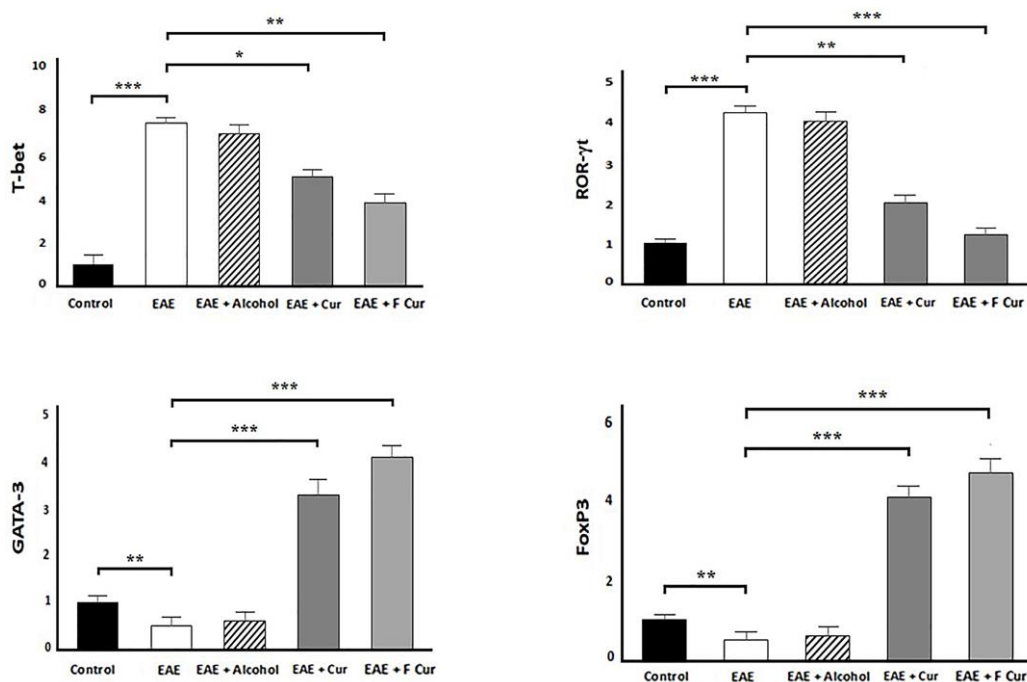 **
*
***
10
8
6
4
2
0
T-bet
Control
EAE
EAE + Alcohol
EAE + Cur
EAE + F Cur
***
**
***
5
4
3
2
1
0
ROR-γt
Control
EAE
EAE + Alcohol
EAE + Cur
EAE + F Cur
***
***
**
5
4
3
2
1
0
GATA-3
Control
EAE
EAE + Alcohol
EAE + Cur
EAE + F Cur
***
***
**
6
4
2
0
FoxP3
Control
EAE
EAE + Alcohol
EAE + Cur
EAE + F Cur